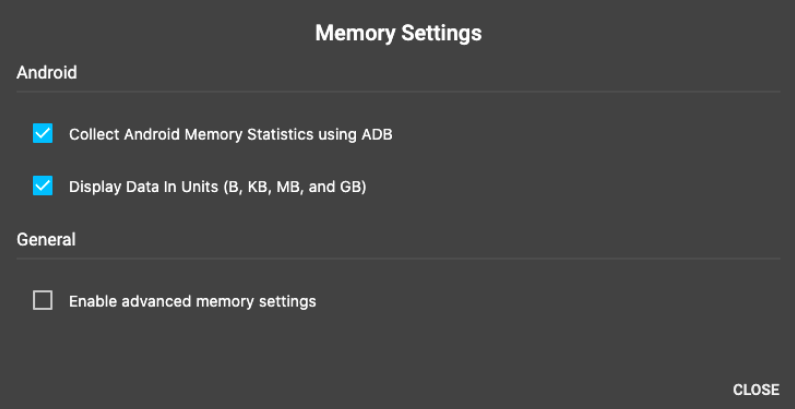 Memory Settings
Android
Collect Android Memory Statistics using ADB
Display Data In Units (B, KB, MB, and GB)
General
Enable advanced memory settings
CLOSE